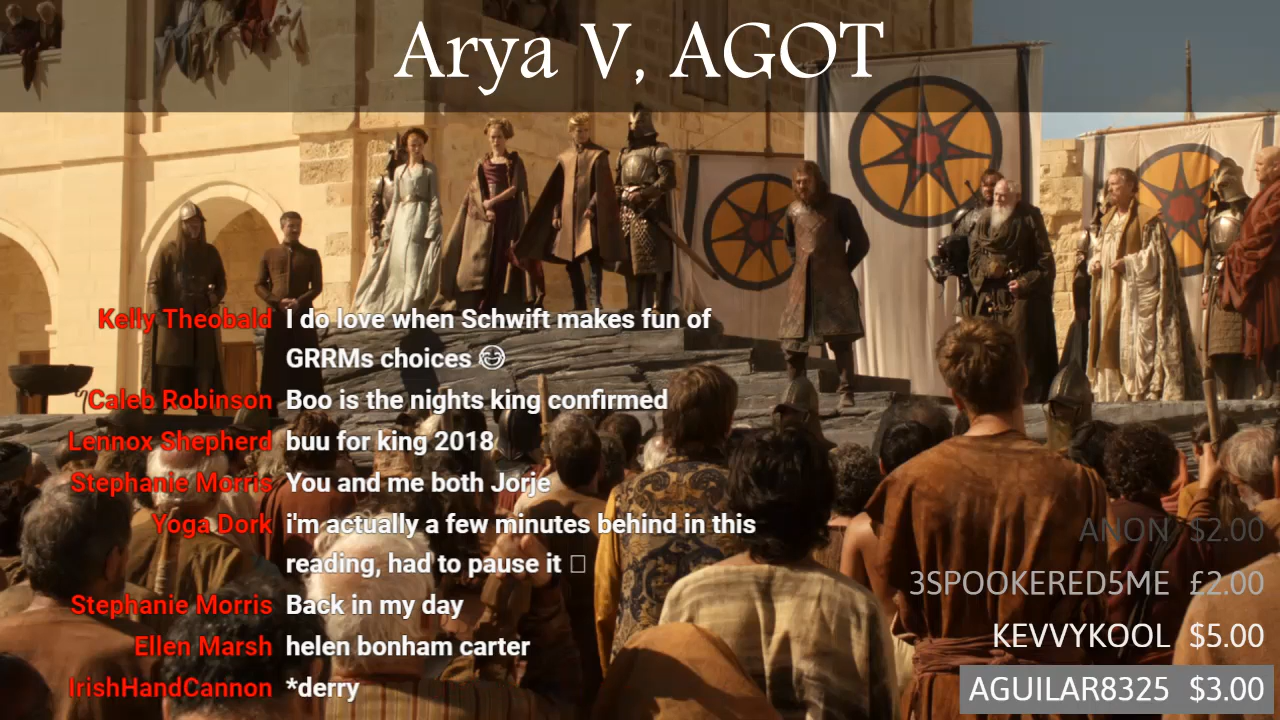 Arya V, AGOT
Kelly Theobald I do love when Schwift makes fun of
GRRMs choices 😂
Caleb Robinson Boo is the nights king confirmed
Lennox Shepherd buu for king 2018
Stephanie Morris You and me both Jorje
Yoga Dork i'm actually a few minutes behind in this
reading, had to pause it
Stephanie Morris Back in my day
Ellen Marsh helen bonham carter
IrishHandCannon *derry
ANON $2.00
3SPOOKERED5ME £2.00
KEVVYKOOL $5.00
AGUILAR8325 $3.00